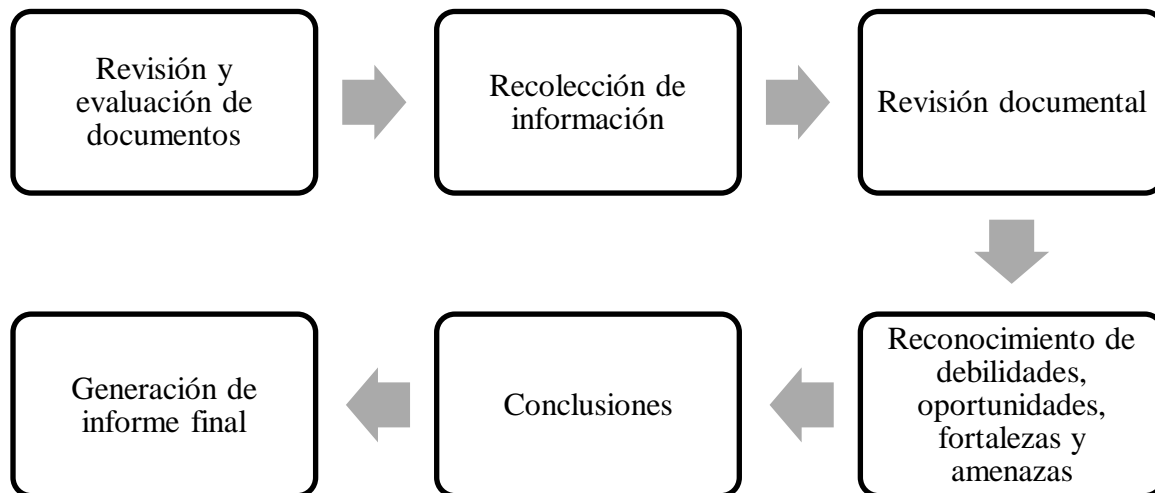 Revisión y
evaluación de
documentos
Recolección de
información
Revisión documental
Reconocimiento de
debilidades,
oportunidades,
fortalezas y
amenazas
Conclusiones
Generación de
informe final